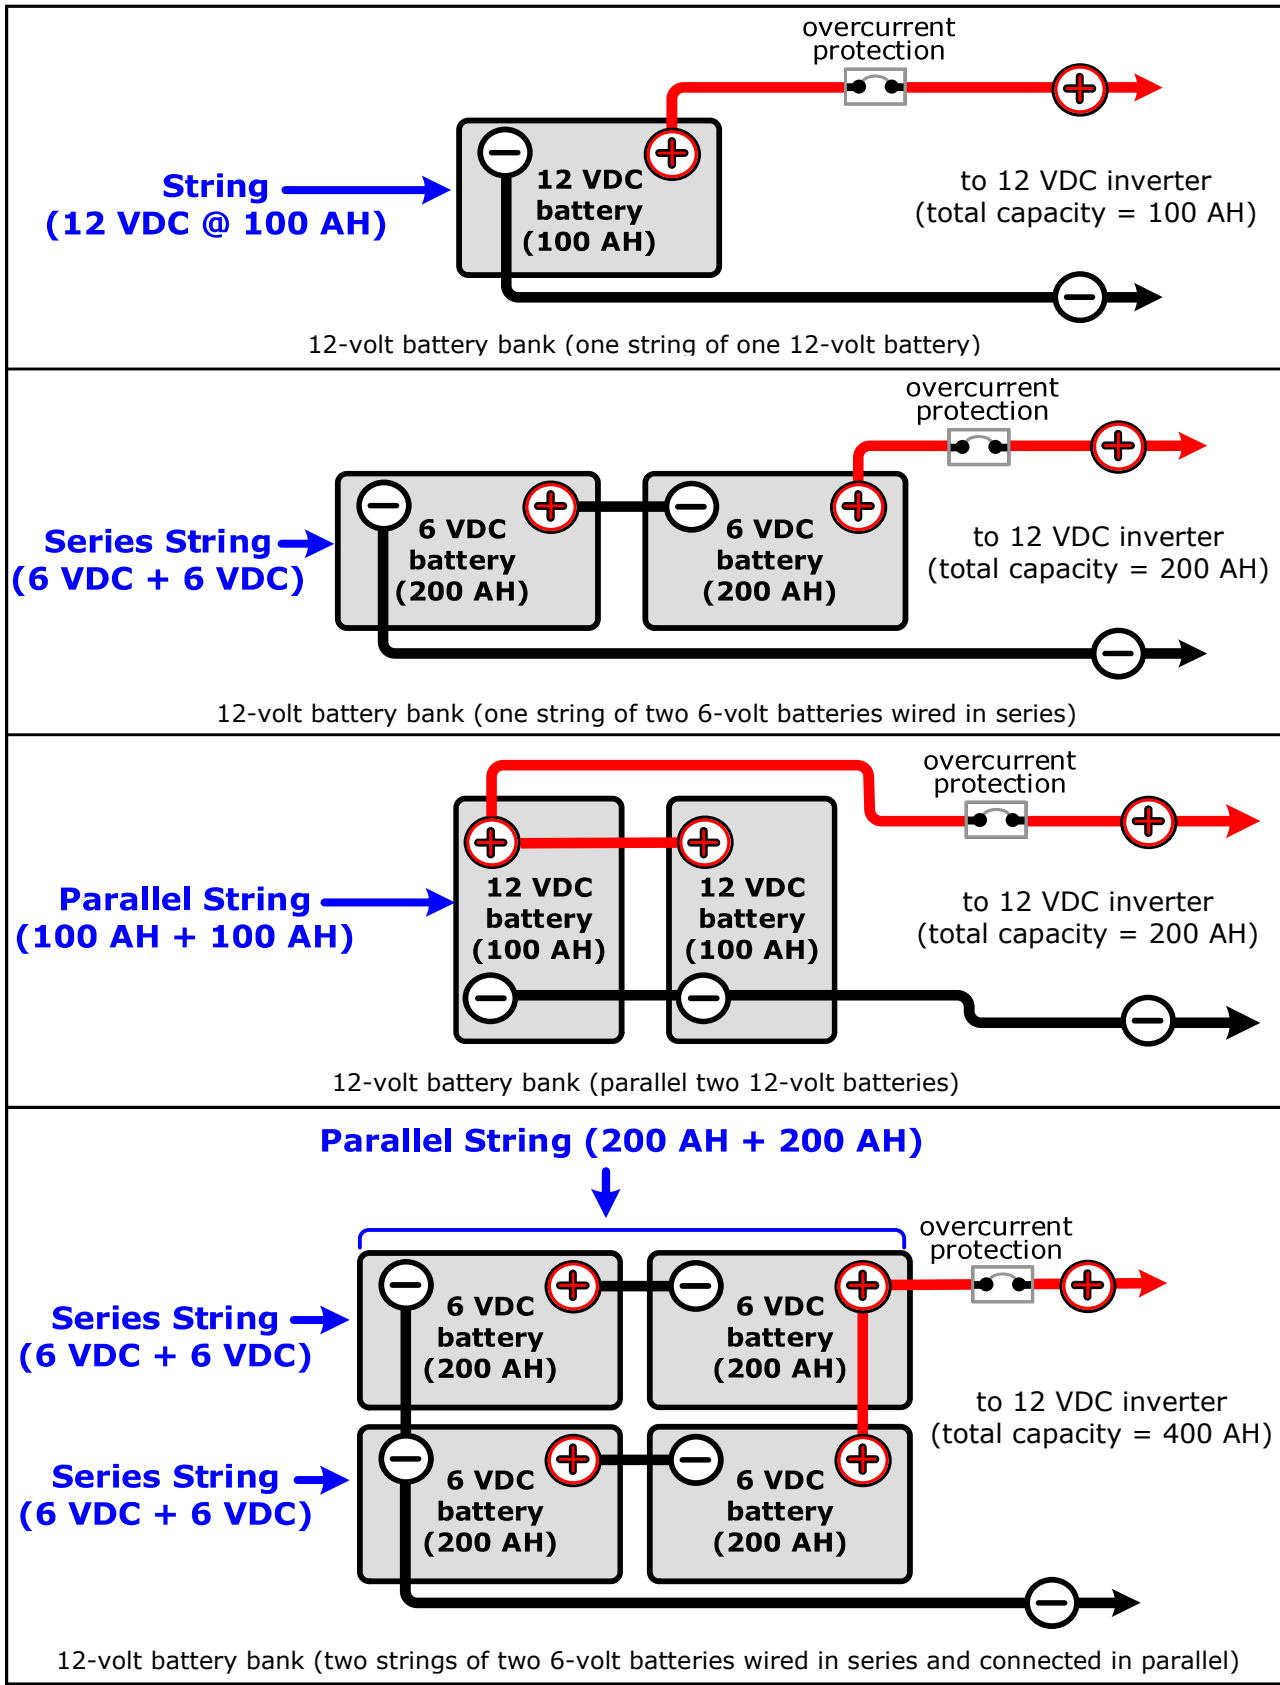 overcurrent
protection
String
(12 VDC @ 100 AH)
12 VDC
battery
(100 AH)
to 12 VDC inverter
(total capacity = 100 AH)
12-volt battery bank (one string of one 12-volt battery)
overcurrent
protection
Series String
(6 VDC + 6 VDC)
6 VDC
battery
(200 AH)
6 VDC
battery
(200 AH)
to 12 VDC inverter
(total capacity = 200 AH)
12-volt battery bank (one string of two 6-volt batteries wired in series)
overcurrent
protection
Parallel String
(100 AH + 100 AH)
12 VDC
battery
(100 AH)
12 VDC
battery
(100 AH)
to 12 VDC inverter
(total capacity = 200 AH)
12-volt battery bank (parallel two 12-volt batteries)
Parallel String (200 AH + 200 AH)
overcurrent
protection
Series String
(6 VDC + 6 VDC)
6 VDC
battery
(200 AH)
6 VDC
battery
(200 AH)
to 12 VDC inverter
(total capacity = 400 AH)
Series String
(6 VDC + 6 VDC)
6 VDC
battery
(200 AH)
6 VDC
battery
(200 AH)
12-volt battery bank (two strings of two 6-volt batteries wired in series and connected in parallel)